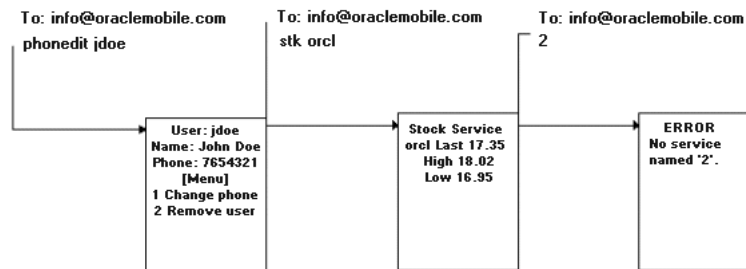 To: info@oraclemobile.com
phonedit jdoe
User: jdoe
Name: John Doe
Phone: 7654321
[Menu]
1 Change phone
2 Remove user
To: info@oraclemobile.com
stk orcl
Stock Service
orcl Last 17.35
High 18.02
Low 16.95
To: info@oraclemobile.com
2
ERROR
No service
named '2'.